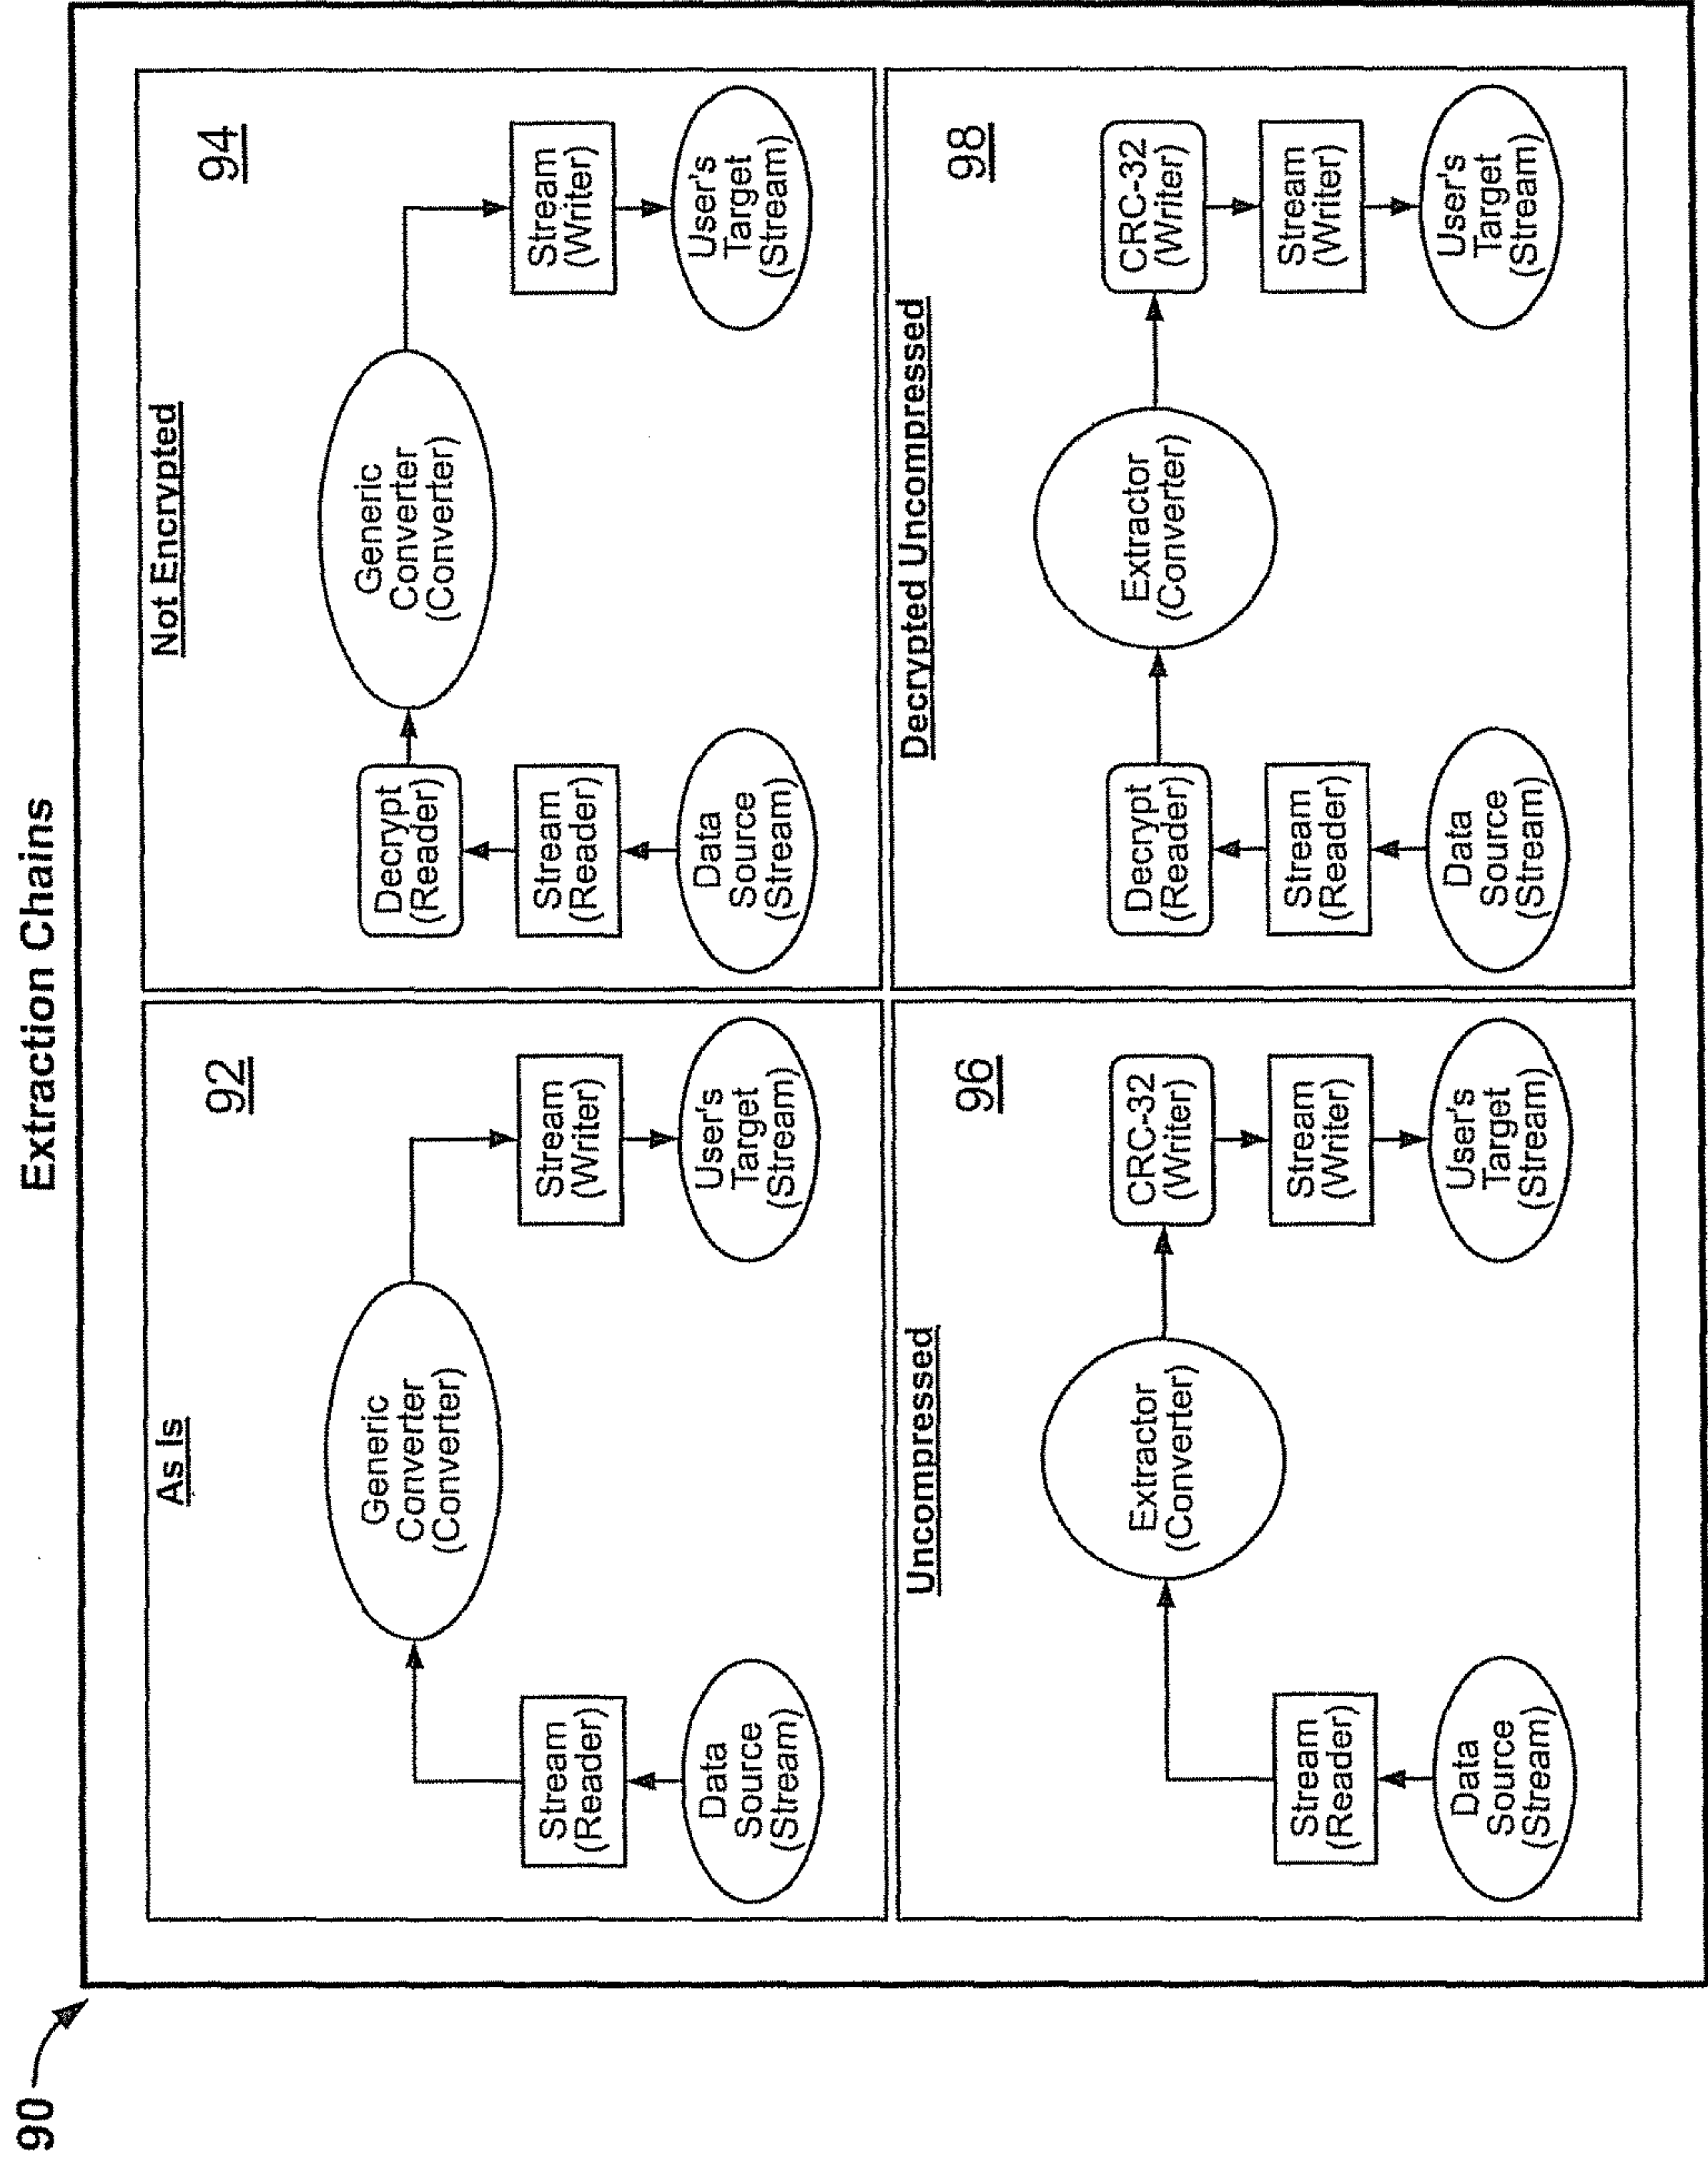 90
Extraction Chains
As Is
92
Data
Source
(Stream)
Stream
(Reader)
Generic
Converter
(Converter)
Stream
(Writer)
User's
Target
(Stream)
Not Encrypted
94
Data
Source
(Stream)
Stream
(Reader)
Decrypt
(Reader)
Generic
Converter
(Converter)
Stream
(Writer)
User's
Target
(Stream)
Uncompressed
96
Data
Source
(Stream)
Stream
(Reader)
Extractor
(Converter)
CRC-32
(Writer)
Stream
(Writer)
User's
Target
(Stream)
Decrypted Uncompressed
98
Data
Source
(Stream)
Stream
(Reader)
Decrypt
(Reader)
Extractor
(Converter)
CRC-32
(Writer)
Stream
(Writer)
User's
Target
(Stream)